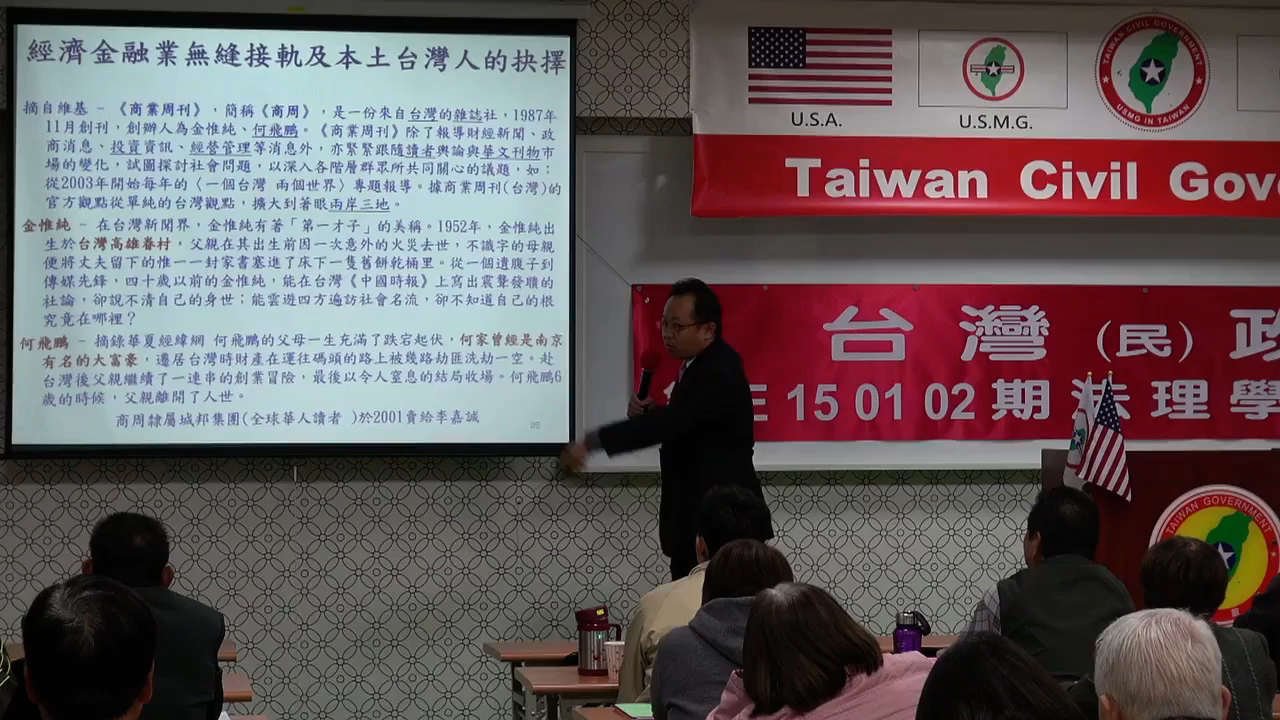 經濟金融業無縫接軌及本土台灣人的抉擇
摘自維基 – 《商業周刊》，簡稱《商周》，是一份來自台灣的雜誌社，1987年
11月創刊，創辦人為金惟純、何飛鵬。《商業周刊》除了報導財經新聞、政
商消息、投資資訊、經營管理等消息外，亦緊緊跟隨讀者輿論與華文刊物市
場的變化，試圖探討社會問題，以深入各階層群眾所共同關心的議題，如：
從2003年開始每年的〈一個台灣 兩個世界〉專題報導。據商業周刊(台灣)的
官方觀點從單純的台灣觀點，擴大到著眼兩岸三地。
金惟純 – 在台灣新聞界，金惟純有著「第一才子」的美稱。1952年，金惟純出
生於台灣高雄眷村，父親在其出生前因一次意外的火災去世，不識字的母親
便將丈夫留下的惟一一封家書塞進了床下一隻舊餅乾桶里。從一個遺腹子到
傳媒先鋒，四十歲以前的金惟純，能在台灣《中國時報》上寫出震聾發聵的
社論，卻說不清自己的身世；能雲遊四方遍訪社會名流，卻不知道自己的根
究竟在哪裡？
何飛鵬 – 摘錄華夏經緯網 何飛鵬的父母一生充滿了跌宕起伏，何家曾經是南京
有名的大富豪，遷居台灣時財產在運往碼頭的路上被幾路劫匪洗劫一空。赴
台灣後父親繼續了一連串的創業冒險，最後以令人窒息的結局收場。何飛鵬6
歲的時候，父親離開了人世。
商周隸屬城邦集團(全球華人讀者 )於2001賣給李嘉誠
98
U.S.A.
U.S.M.G.
TAIWAN CIVIL GOVERNMENT
USMG IN TAIWAN
Taiwan Civil Gove
台灣(民)政
15 01 02 期法理學
TAIWAN GOVERNMENT